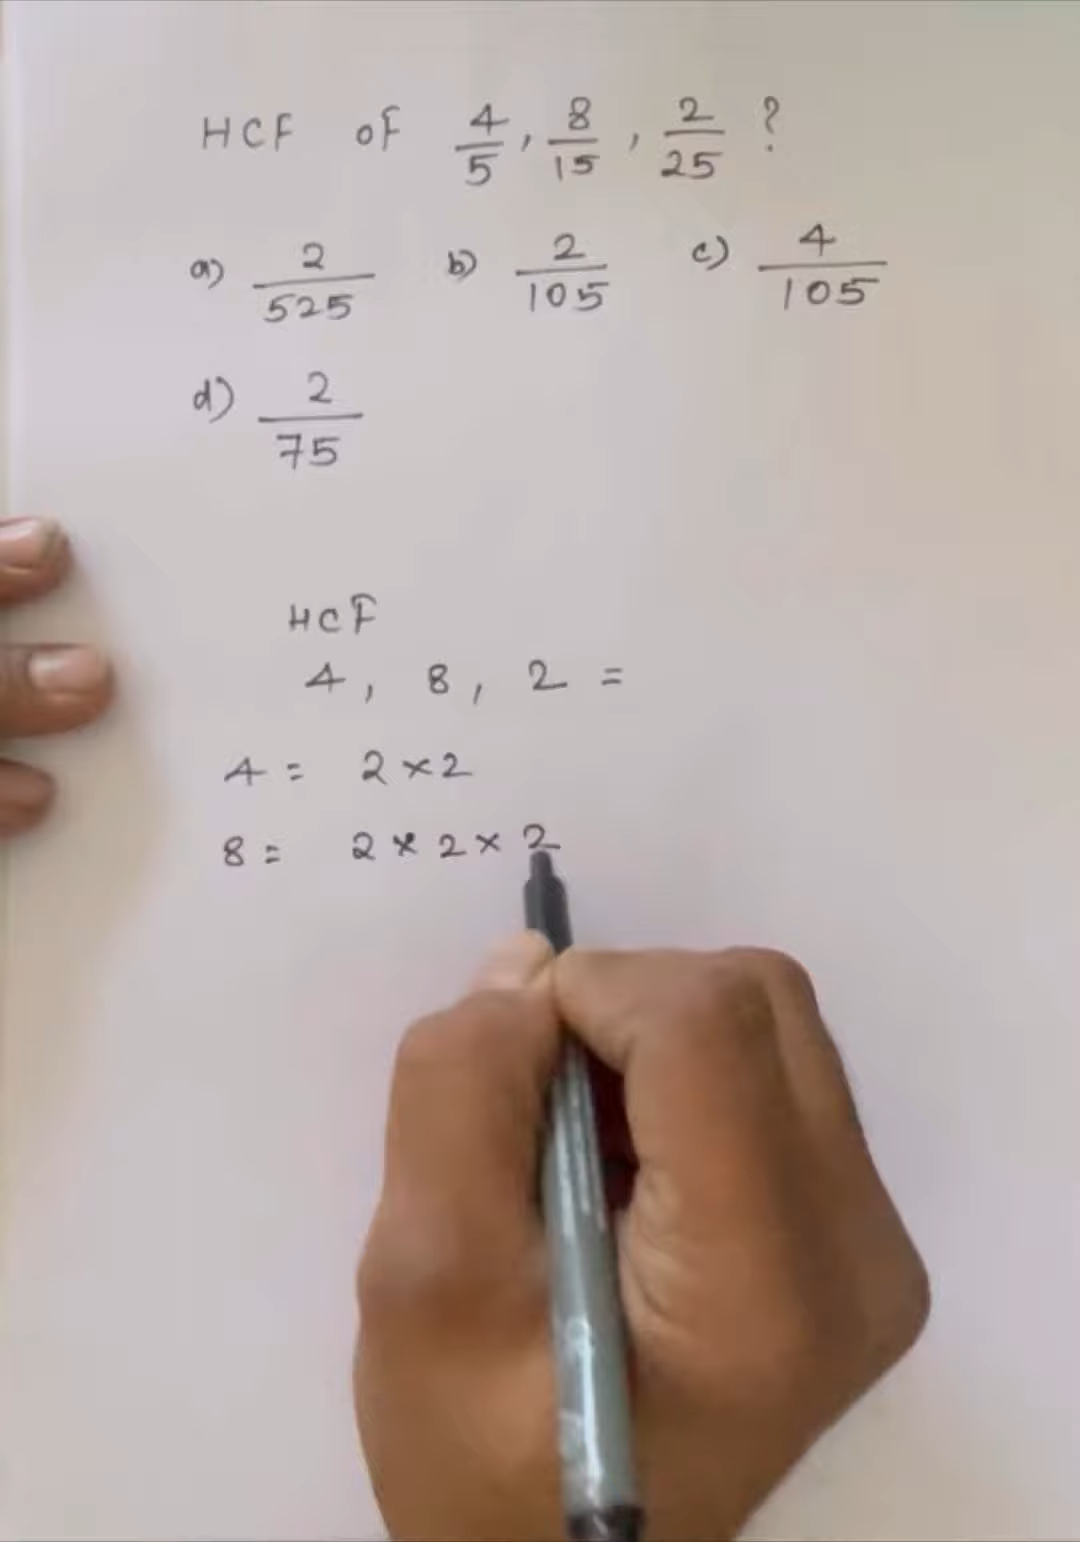 HCF of 4/5, 8/15, 2/25 ?
a) 2/525 b) 2/105 c) 4/105
d) 2/75
HCF
4, 8, 2 =
4 = 2 × 2
8 = 2 × 2 × 2